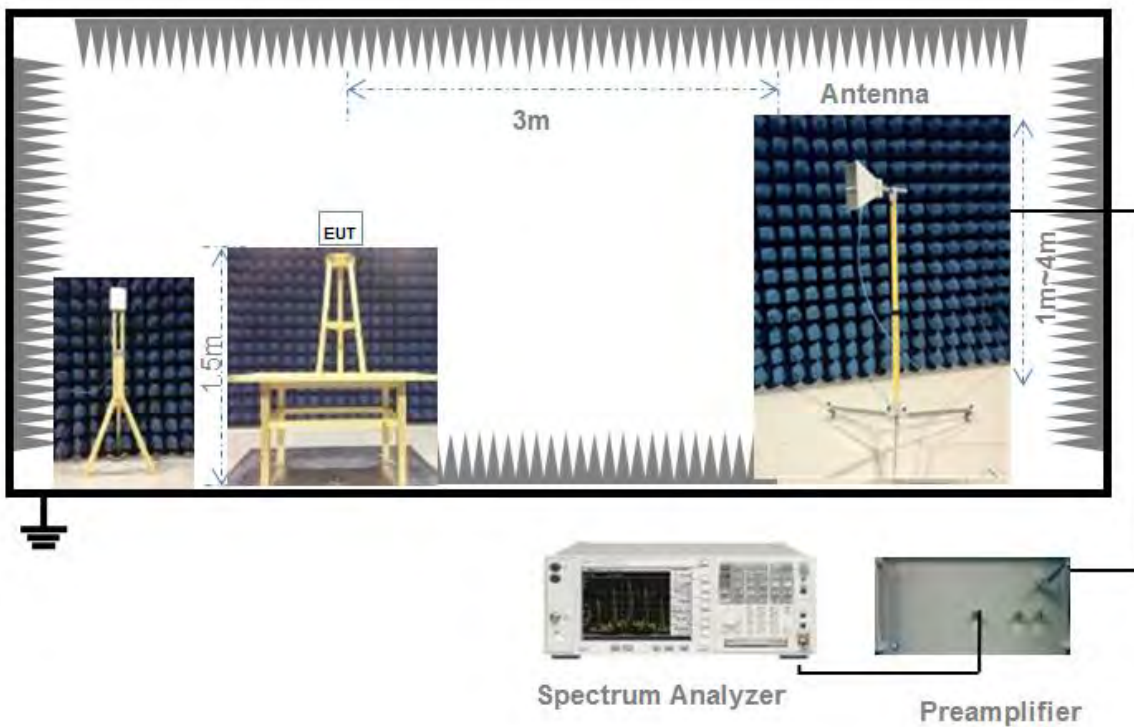 Antenna
3m
EUT
1.5m
1m~4m
Spectrum Analyzer
Preamplifier